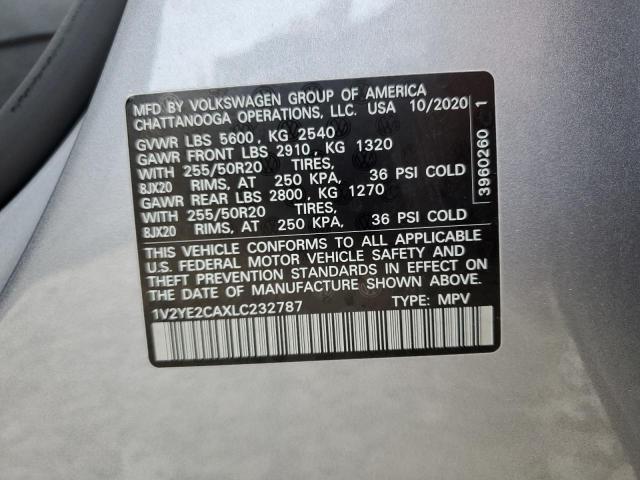 MFD BY VOLKSWAGEN GROUP OF AMERICA
CHATTANOOGA OPERATIONS, LLC. USA 10/2020
GVWR LBS 5600, KG 2540
GAWR FRONT LBS 2910, KG 1320
WITH 255/50R20 TIRES,
8JX20 RIMS, AT 250 KPA, 36 PSI COLD
GAWR REAR LBS 2800, KG 1270
WITH 255/50R20 TIRES,
8JX20 RIMS, AT 250 KPA, 36 PSI COLD
THIS VEHICLE CONFORMS TO ALL APPLICABLE
U.S. FEDERAL MOTOR VEHICLE SAFETY AND
THEFT PREVENTION STANDARDS IN EFFECT ON
THE DATE OF MANUFACTURE SHOWN ABOVE.
1V2YE2CAXLC232787 TYPE: MPV
3960260 1